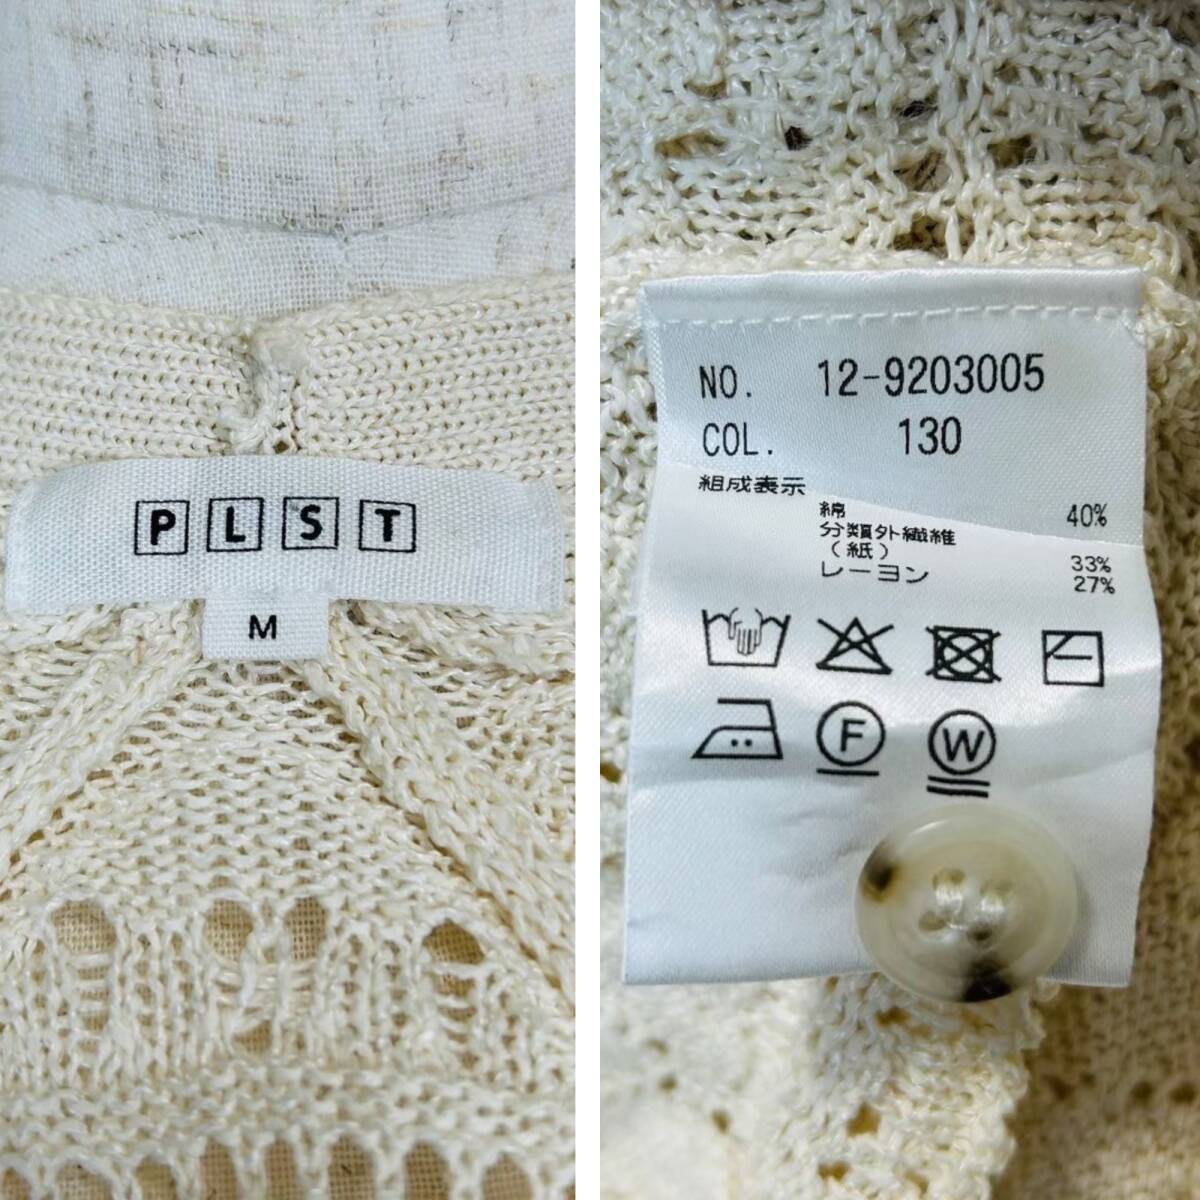 PLST
M
NO. 12-9203005
COL. 130
組成表示
綿 40%
分類外繊維
(紙) 33%
レーヨン 27%
F W